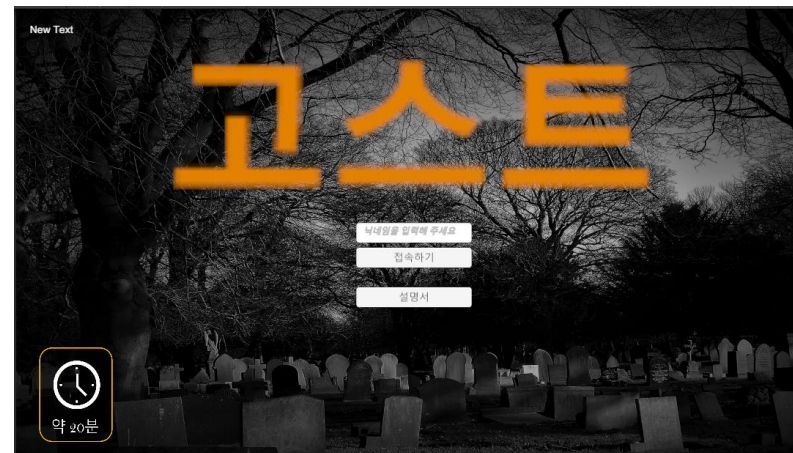 New Text
고스트
닉네임을 입력해 주세요
접속하기
설명서
약 20분